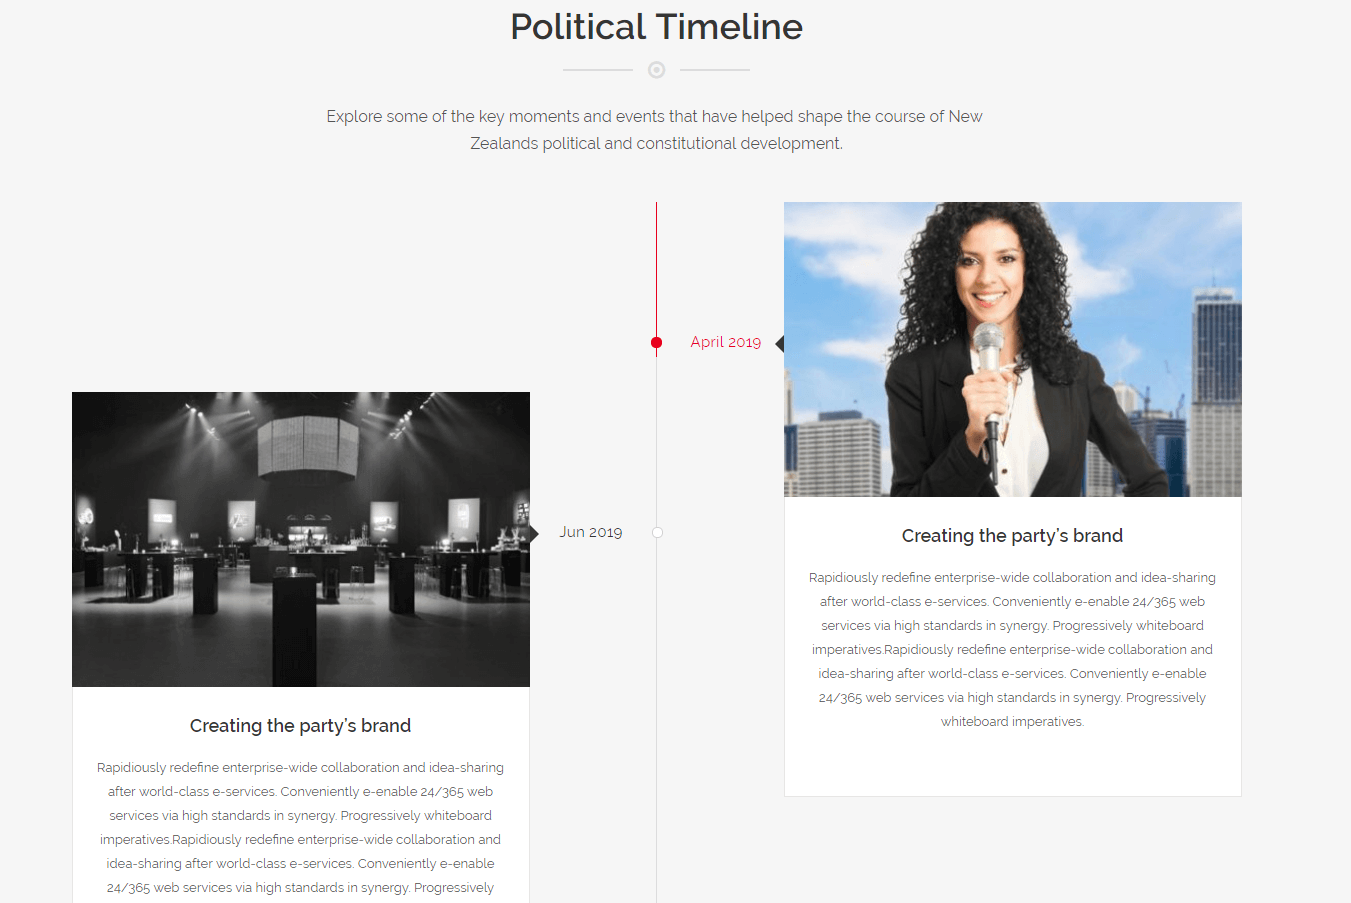 Political Timeline
Explore some of the key moments and events that have helped shape the course of New
Zealands political and constitutional development.
April 2019
Creating the party's brand
Rapidiously redefine enterprise-wide collaboration and idea-sharing
after world-class e-services. Conveniently e-enable 24/365 web
services via high standards in synergy. Progressively whiteboard
imperatives.Rapidiously redefine enterprise-wide collaboration and
idea-sharing after world-class e-services. Conveniently e-enable
24/365 web services via high standards in synergy. Progressively
whiteboard imperatives.
Jun 2019
Creating the party's brand
Rapidiously redefine enterprise-wide collaboration and idea-sharing
after world-class e-services. Conveniently e-enable 24/365 web
services via high standards in synergy. Progressively whiteboard
imperatives.Rapidiously redefine enterprise-wide collaboration and
idea-sharing after world-class e-services. Conveniently e-enable
24/365 web services via high standards in synergy. Progressively